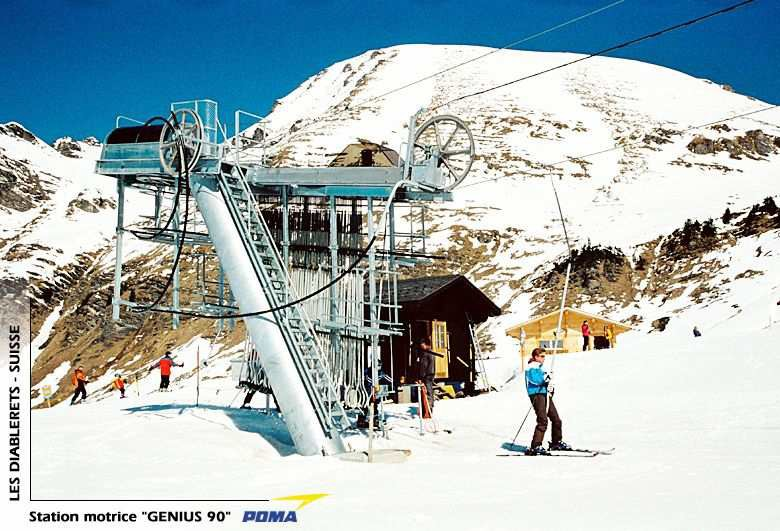 LES DIABLERETS - SUISSE
Station motrice "GENIUS 90" POMA